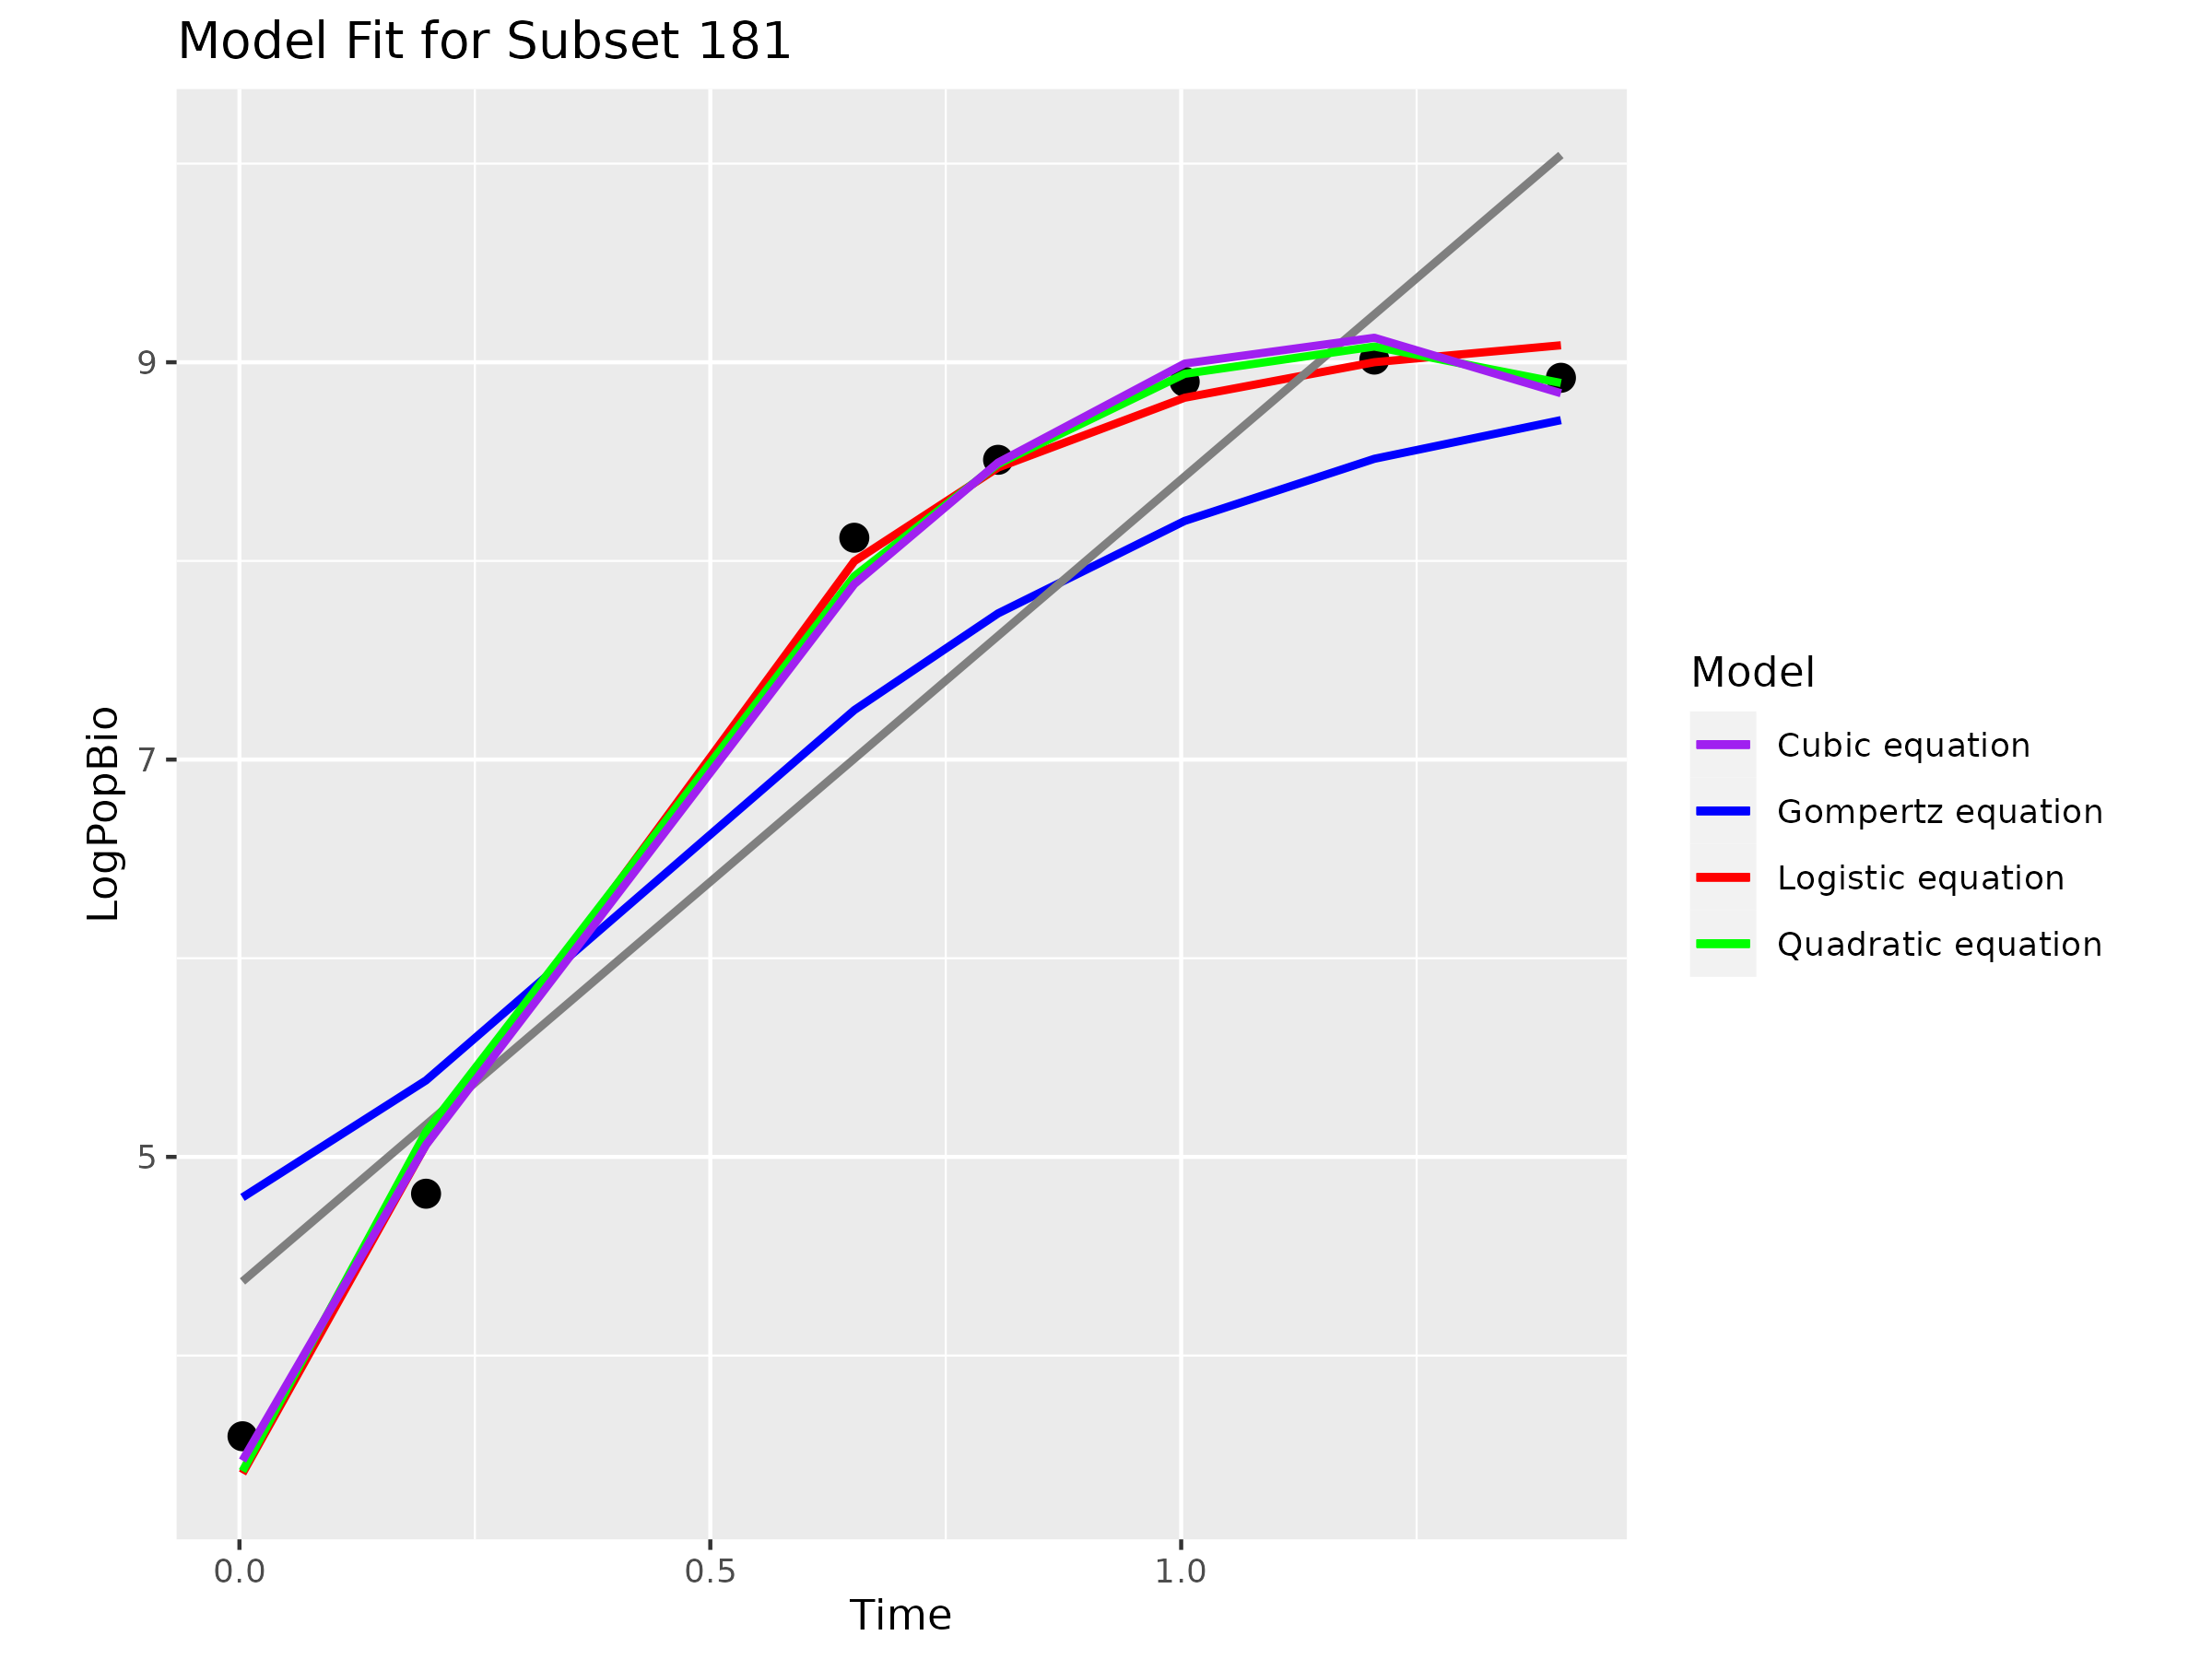 Model Fit for Subset 181
LogPopBio
9
7
5
0.0 0.5 1.0
Time
Model
Cubic equation
Gompertz equation
Logistic equation
Quadratic equation